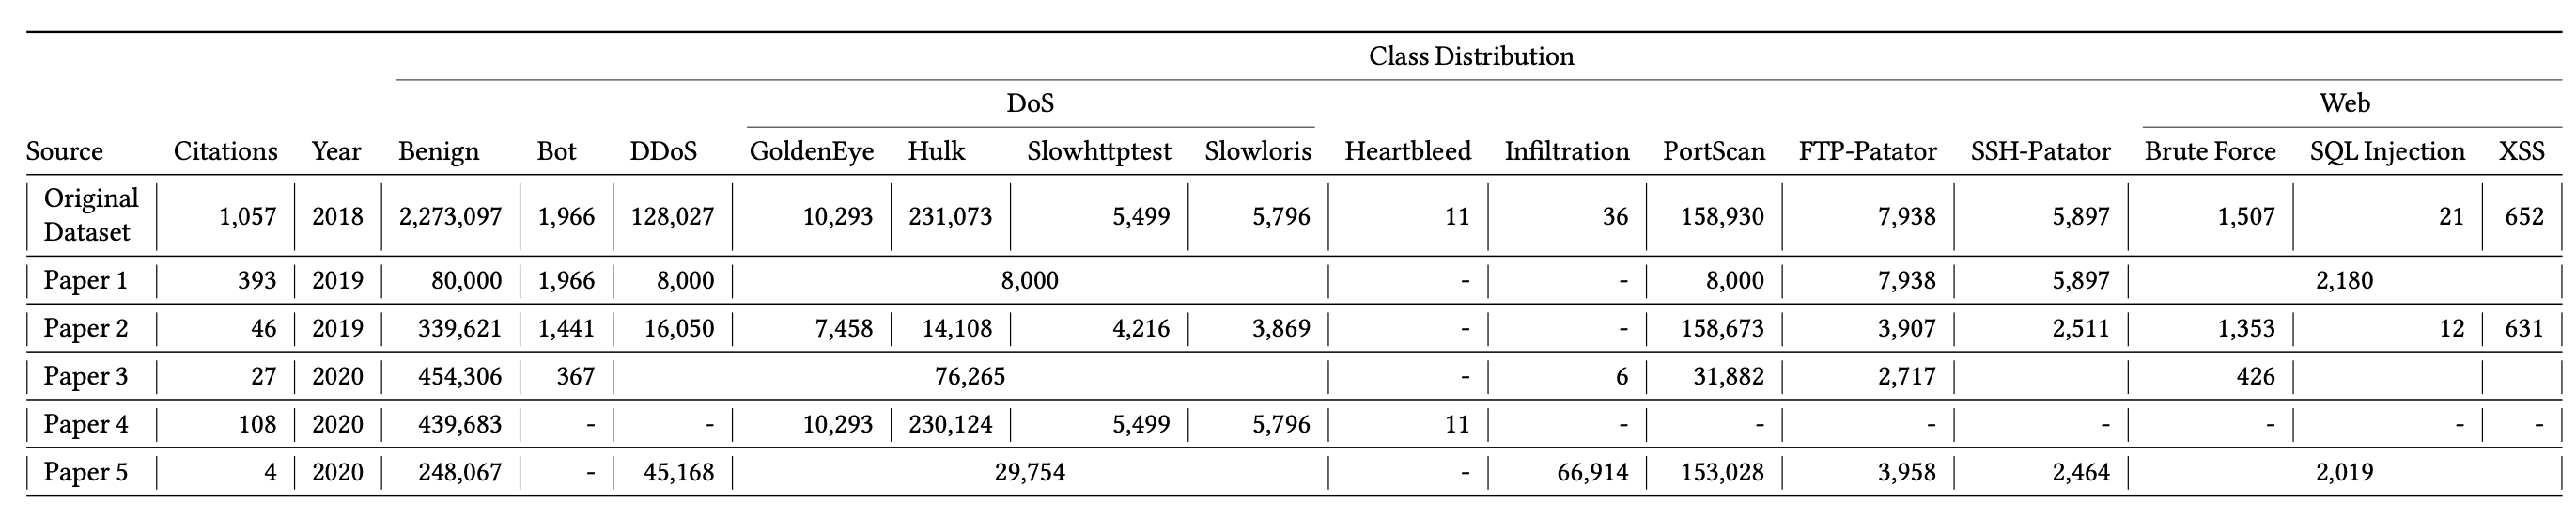 Class Distribution
DoS Web
Source Citations Year Benign Bot DDoS GoldenEye Hulk Slowhttptest Slowloris Heartbleed Infiltration PortScan FTP-Patator SSH-Patator Brute Force SQL Injection XSS
Original
Dataset 1,057 2018 2,273,097 1,966 128,027 10,293 231,073 5,499 5,796 11 36 158,930 7,938 5,897 1,507 21 652
Paper 1 393 2019 80,000 1,966 8,000 8,000 - - 8,000 7,938 5,897 2,180
Paper 2 46 2019 339,621 1,441 16,050 7,458 14,108 4,216 3,869 - - 158,673 3,907 2,511 1,353 12 631
Paper 3 27 2020 454,306 367 76,265 - 6 31,882 2,717 426
Paper 4 108 2020 439,683 - - 10,293 230,124 5,499 5,796 11 - - - - - - -
Paper 5 4 2020 248,067 - 45,168 29,754 - 66,914 153,028 3,958 2,464 2,019